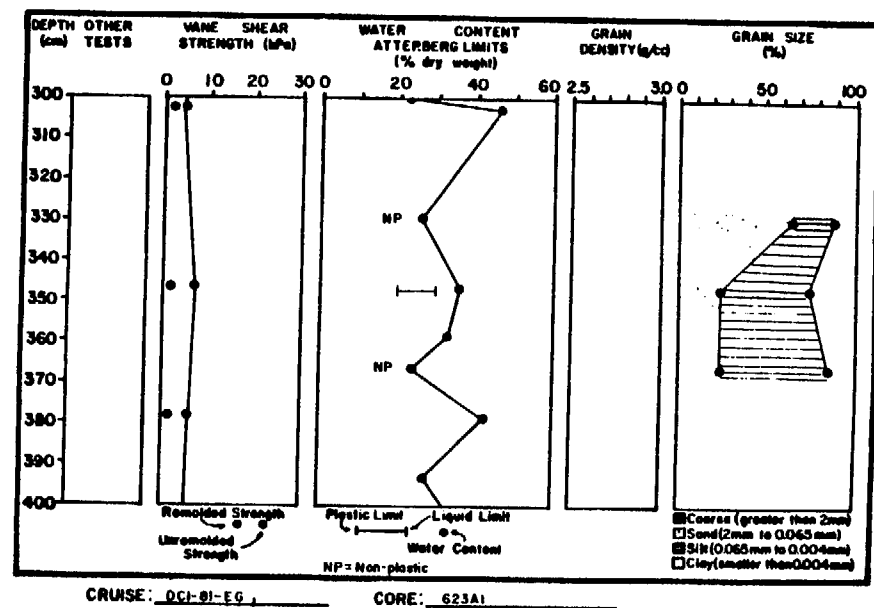 DEPTH OTHER VANE SHEAR WATER CONTENT GRAIN GRAIN SIZE
(cm) TESTS STRENGTH (kPa) ATTERBERG LIMITS DENSITY(g/cc) (%)
(% dry weight)
0 10 20 30 0 20 40 60 2.5 3.0 0 50 100
300
310
320
330 NP
340
350
360
370 NP
380
390
400
Remolded Strength Plastic Limit Liquid Limit Coarse (greater than 2mm)
Unremolded Strength Water Content Sand (2mm to 0.065mm)
Silt (0.065mm to 0.004mm)
NP = Non-plastic Clay (smaller than 0.004mm)
CRUISE: DC1-81-EG, CORE: 623A1